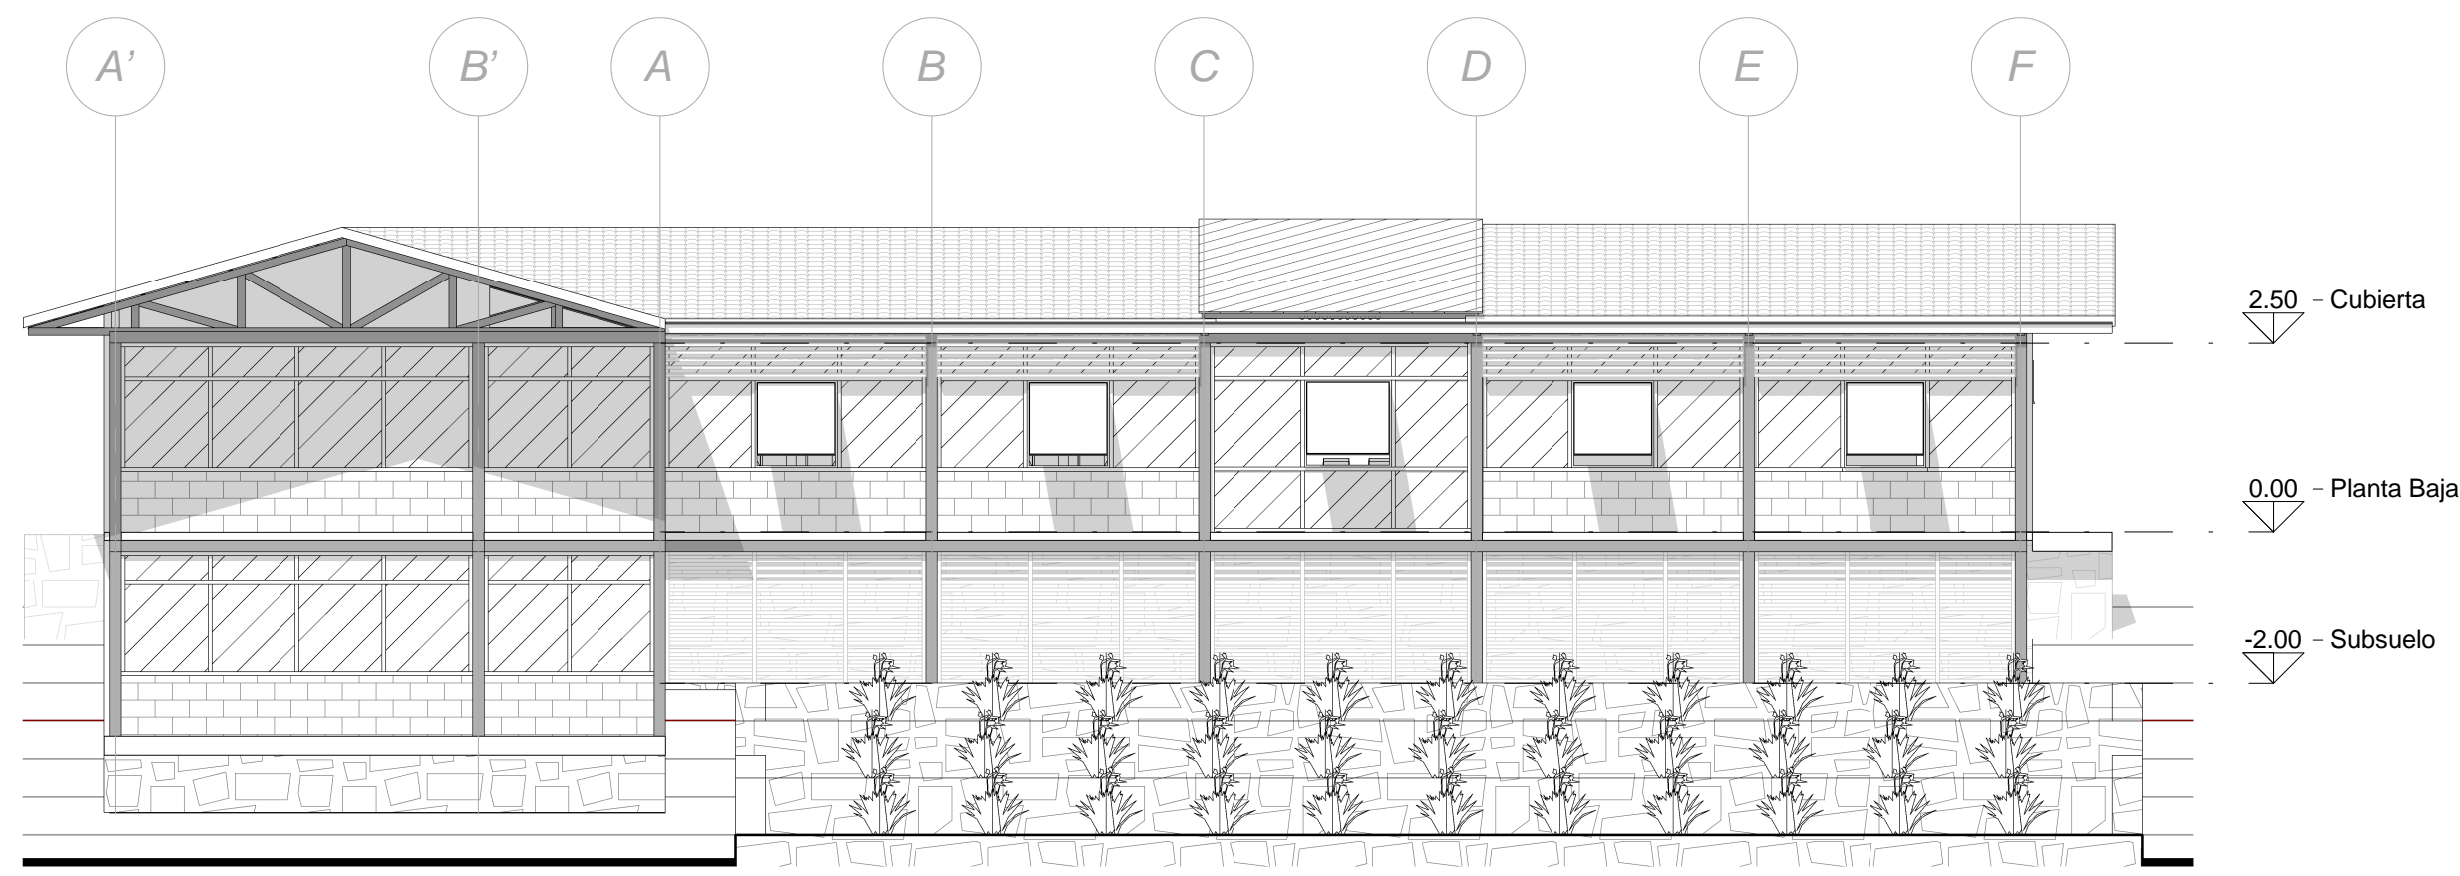 A’ B’ A B C D E F
2.50 – Cubierta
0.00 – Planta Baja
-2.00 – Subsuelo